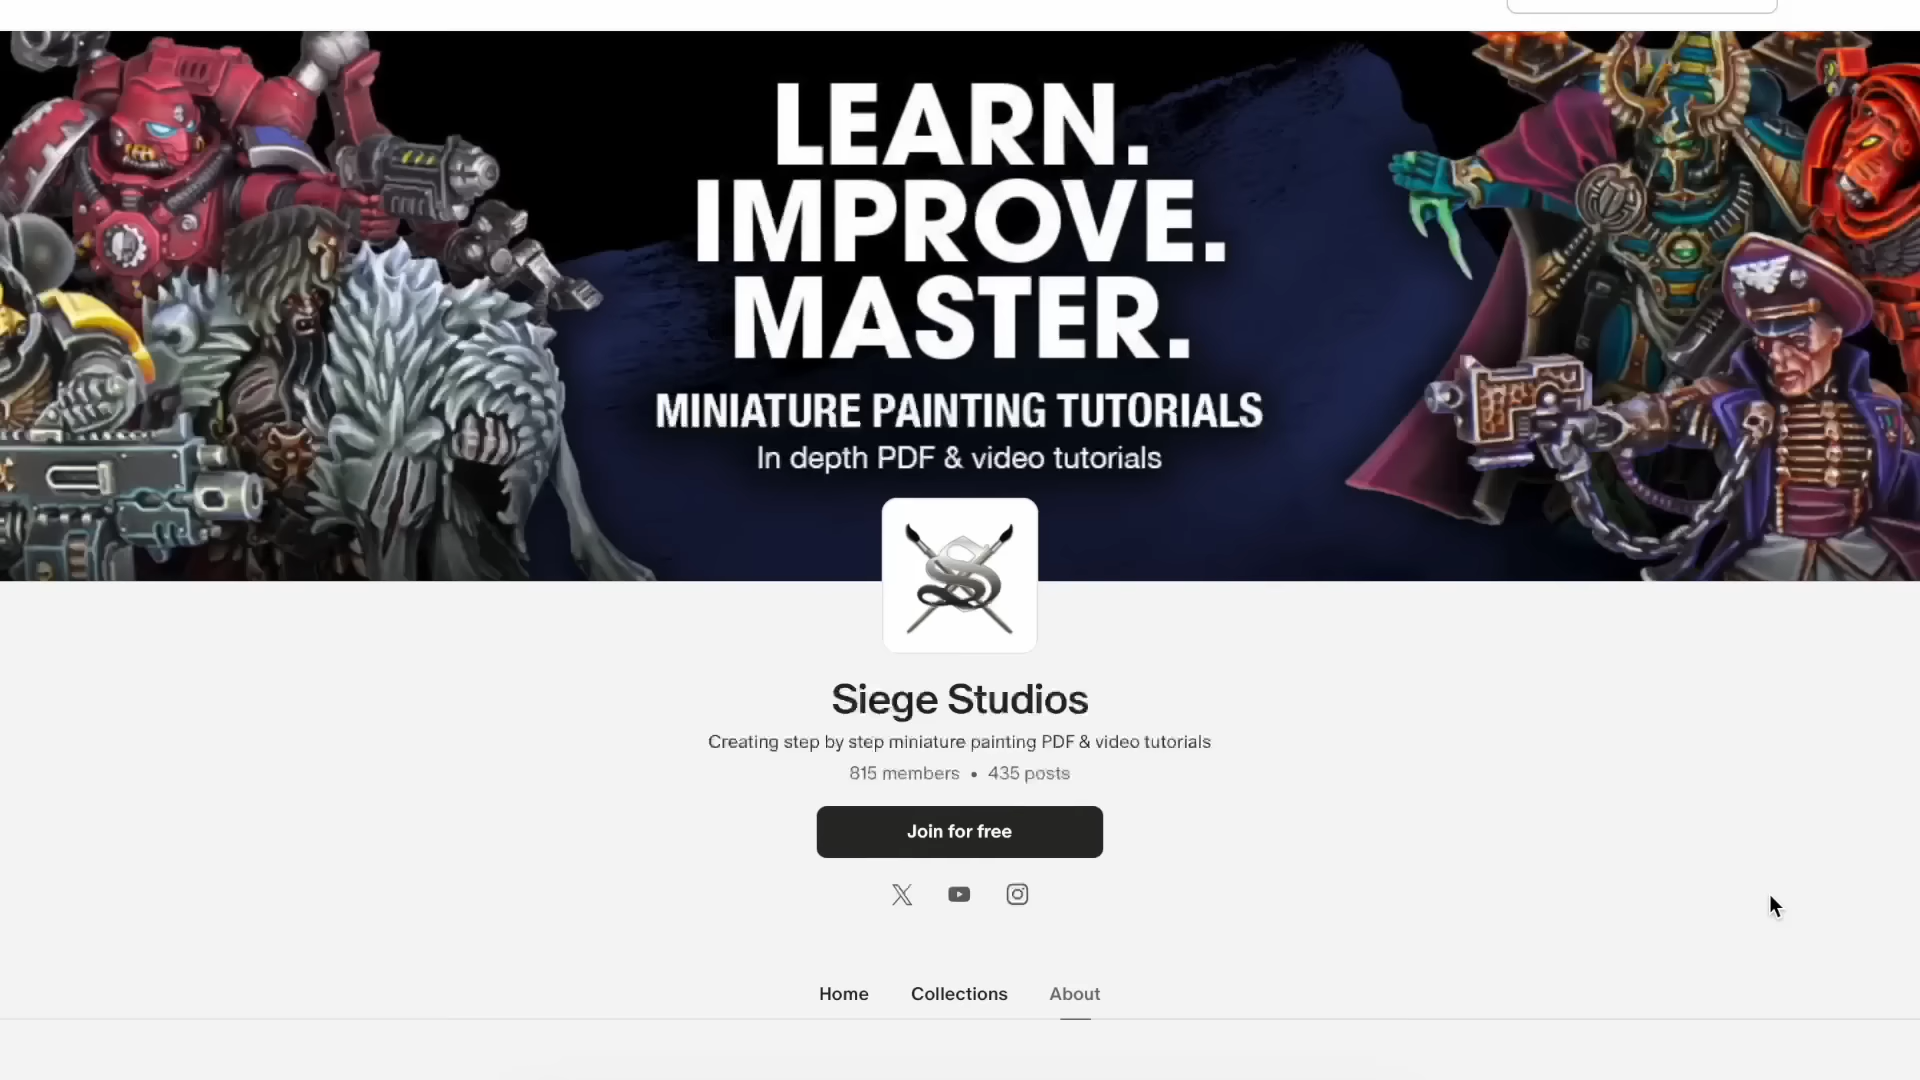 LEARN.
IMPROVE.
MASTER.
MINIATURE PAINTING TUTORIALS
In depth PDF & video tutorials
Siege Studios
Creating step by step miniature painting PDF & video tutorials
815 members • 435 posts
Join for free
Home Collections About